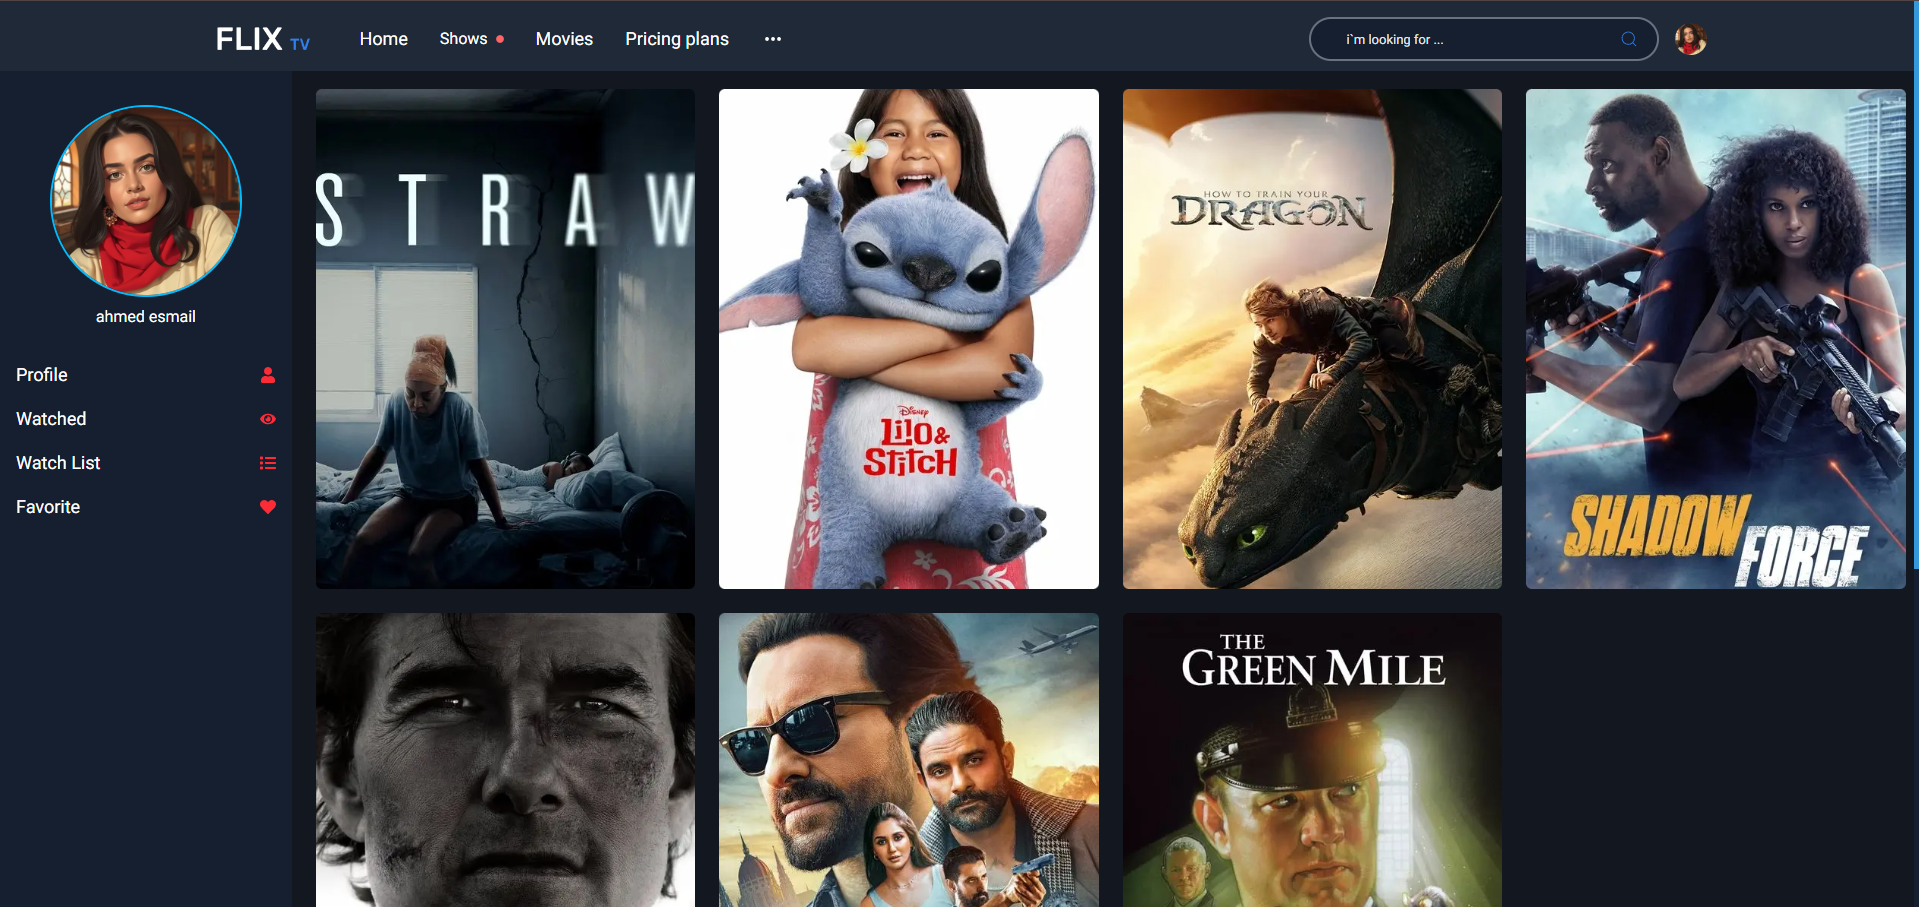 FLIX TV
Home
Shows
Movies
Pricing plans
i`m looking for ...
ahmed esmail
Profile
Watched
Watch List
Favorite
STRAW
Disney
Lilo &
Stitch
HOW TO TRAIN YOUR
DRAGON
SHADOW
FORCE
THE
GREEN MILE